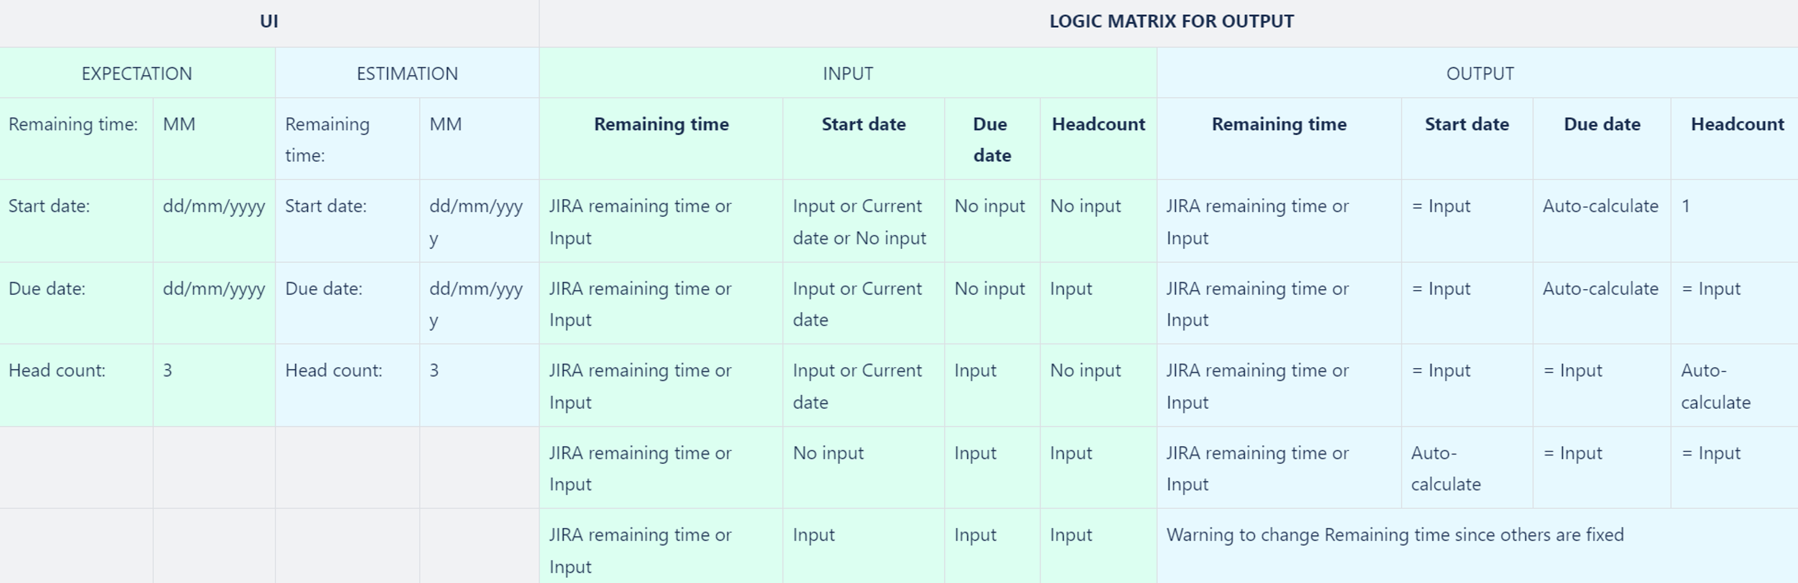 UI
LOGIC MATRIX FOR OUTPUT
EXPECTATION
ESTIMATION
INPUT
OUTPUT
Remaining time:
MM
Remaining
time:
MM
Remaining time
Start date
Due
date
Headcount
Remaining time
Start date
Due date
Headcount
Start date:
dd/mm/yyyy
Start date:
dd/mm/yyy
y
JIRA remaining time or
Input
Input or Current
date or No input
No input
No input
JIRA remaining time or
Input
= Input
Auto-calculate
1
Due date:
dd/mm/yyyy
Due date:
dd/mm/yyy
y
JIRA remaining time or
Input
Input or Current
date
No input
Input
JIRA remaining time or
Input
= Input
Auto-calculate
= Input
Head count:
3
Head count:
3
JIRA remaining time or
Input
Input or Current
date
Input
No input
JIRA remaining time or
Input
= Input
= Input
Auto-
calculate
JIRA remaining time or
Input
No input
Input
Input
JIRA remaining time or
Input
Auto-
calculate
= Input
= Input
JIRA remaining time or
Input
Input
Input
Input
Warning to change Remaining time since others are fixed